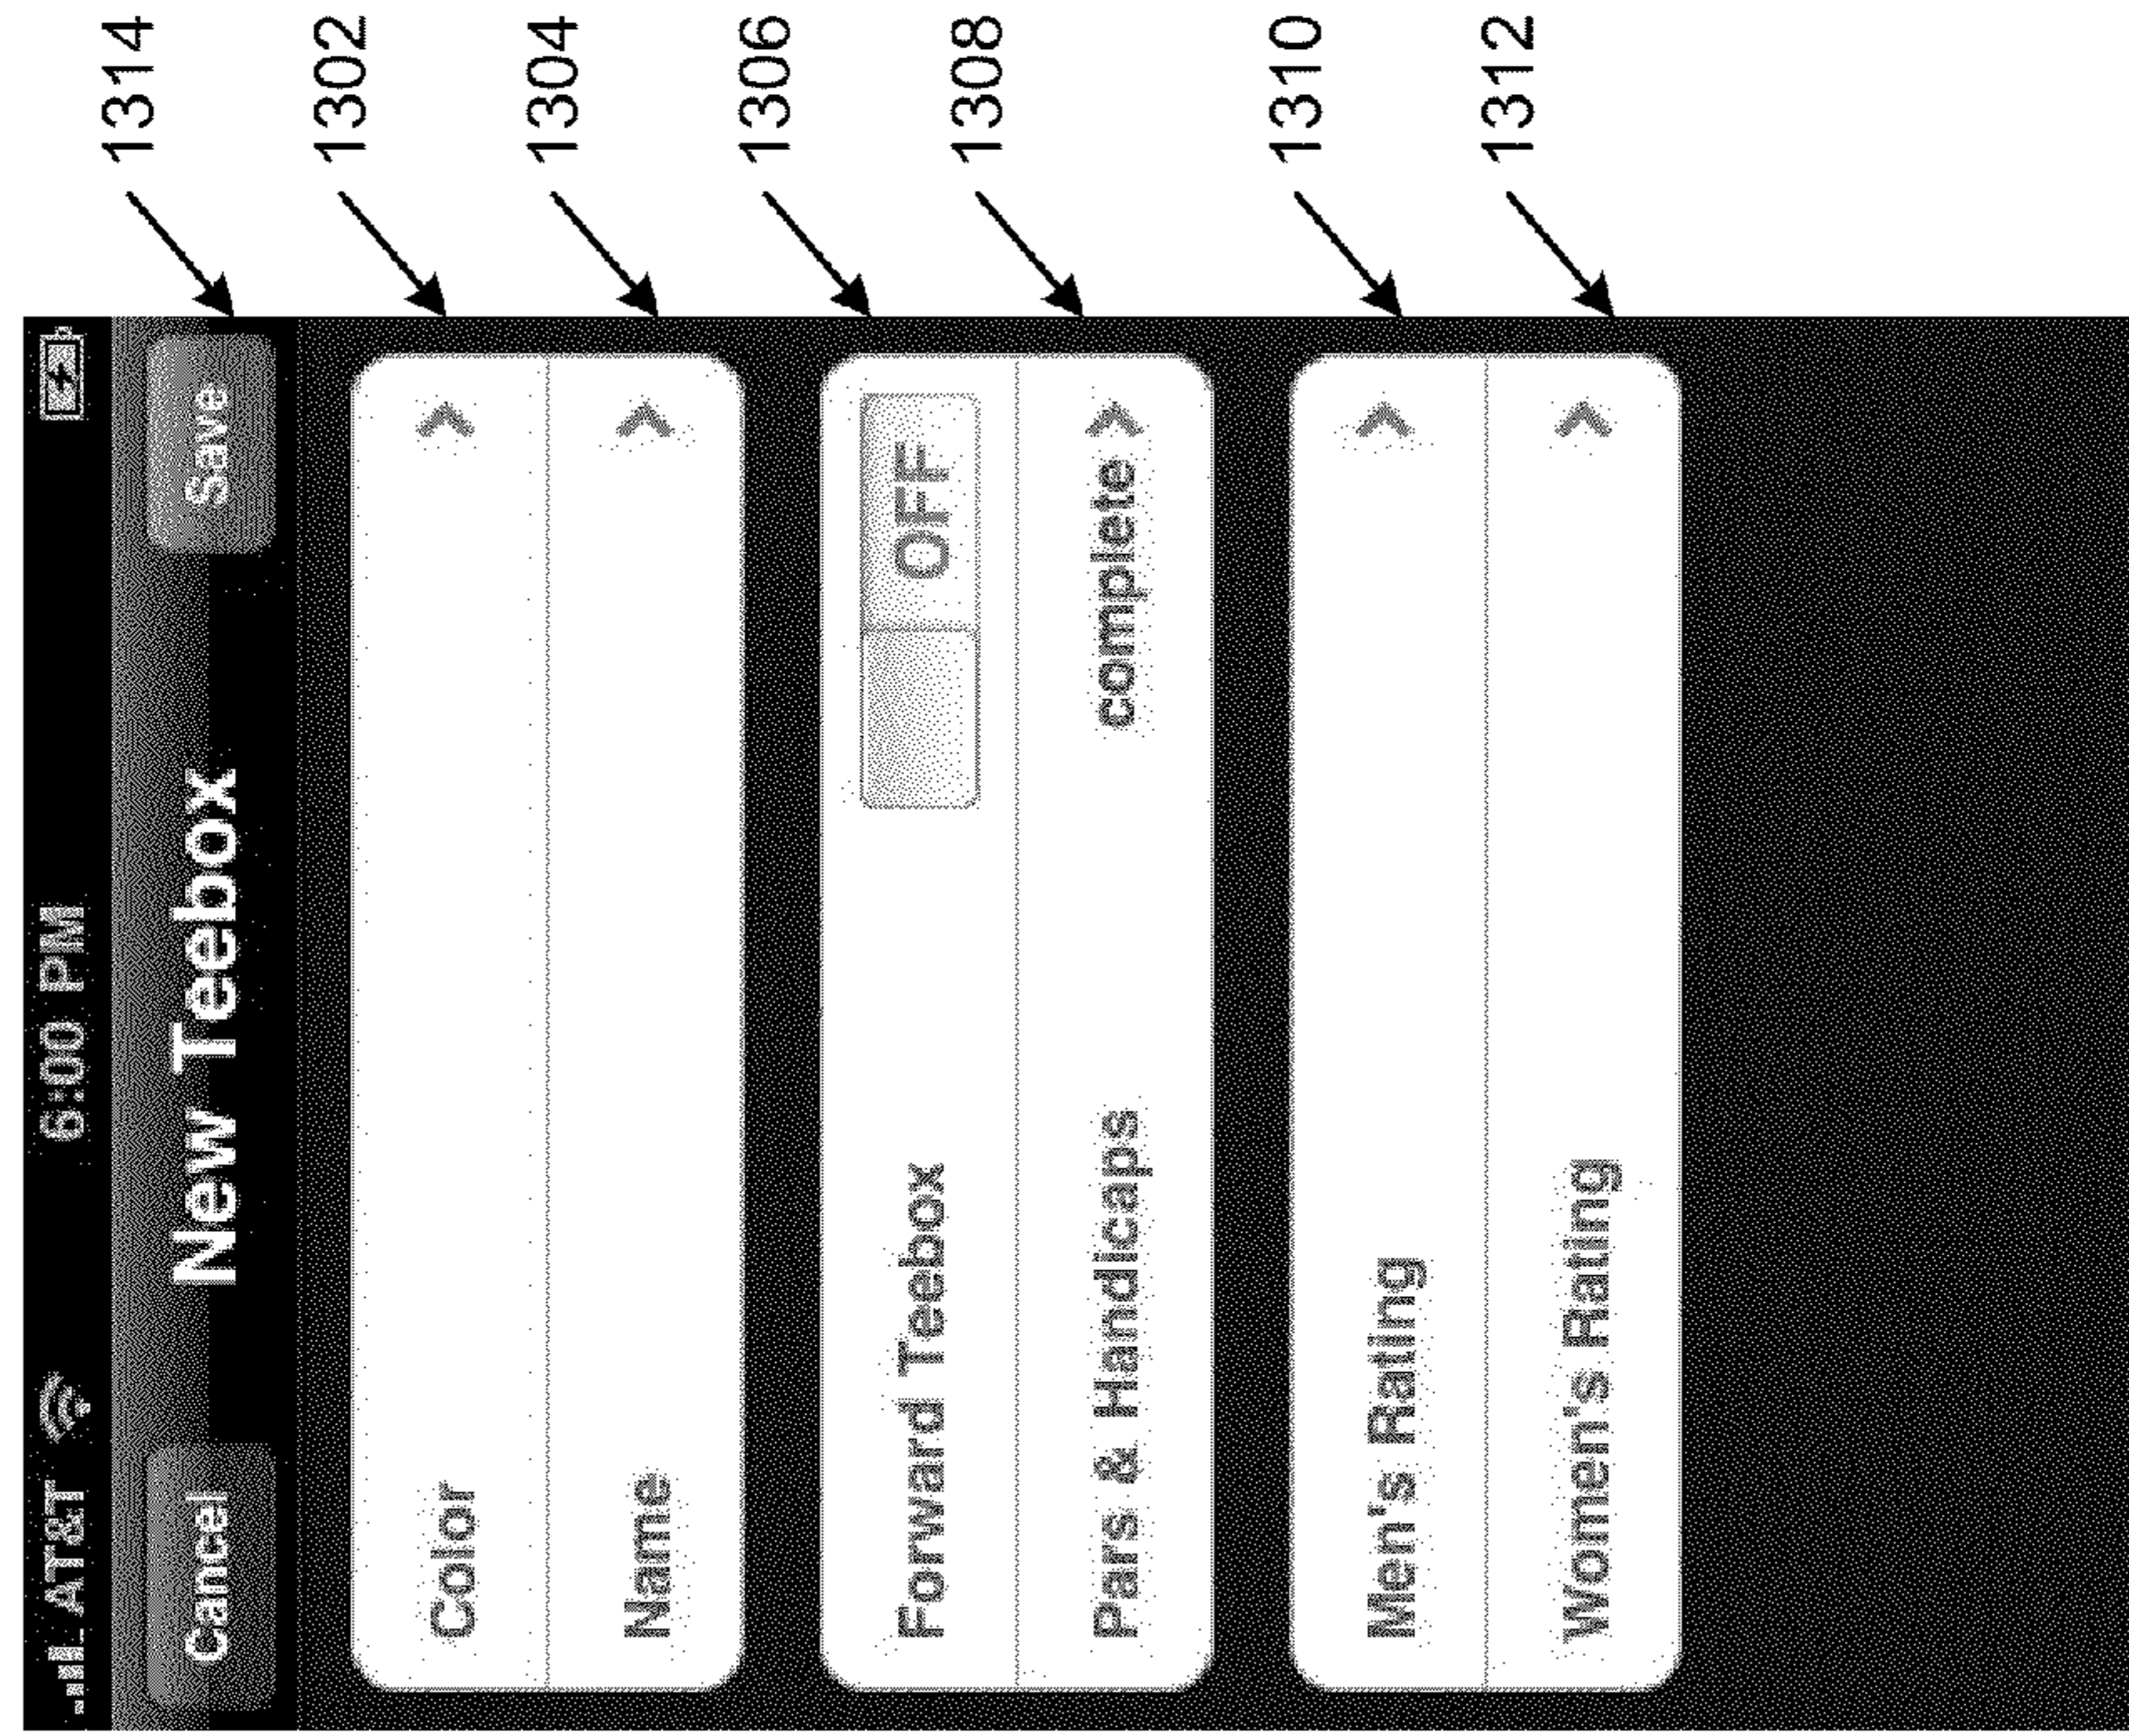 AT&T 6:00 PM
Cancel New Teebox Save 1314
Color > 1302
Name > 1304
Forward Teebox OFF 1306
Pars & Handicaps complete > 1308
Men's Rating > 1310
Women's Rating > 1312